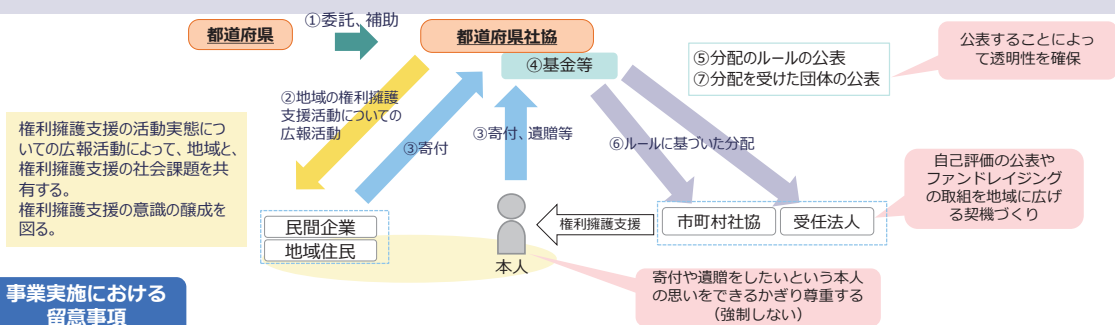 ①委託、補助
都道府県
都道府県社協
④基金等
⑤分配のルールの公表
⑦分配を受けた団体の公表
公表することによっ
て透明性を確保
②地域の権利擁護
支援活動についての
広報活動
③寄付
③寄付、遺贈等
⑥ルールに基づいた分配
権利擁護支援の活動実態につ
いての広報活動によって、地域と、
権利擁護支援の社会課題を共
有する。
権利擁護支援の意識の醸成を
図る。
自己評価の公表や
ファンドレイジング
の取組を地域に広げ
る契機づくり
民間企業
地域住民
本人
権利擁護支援
市町村社協
受任法人
寄付や遺贈をしたいという本人
の思いをできるかぎり尊重する
（強制しない）
事業実施における
留意事項